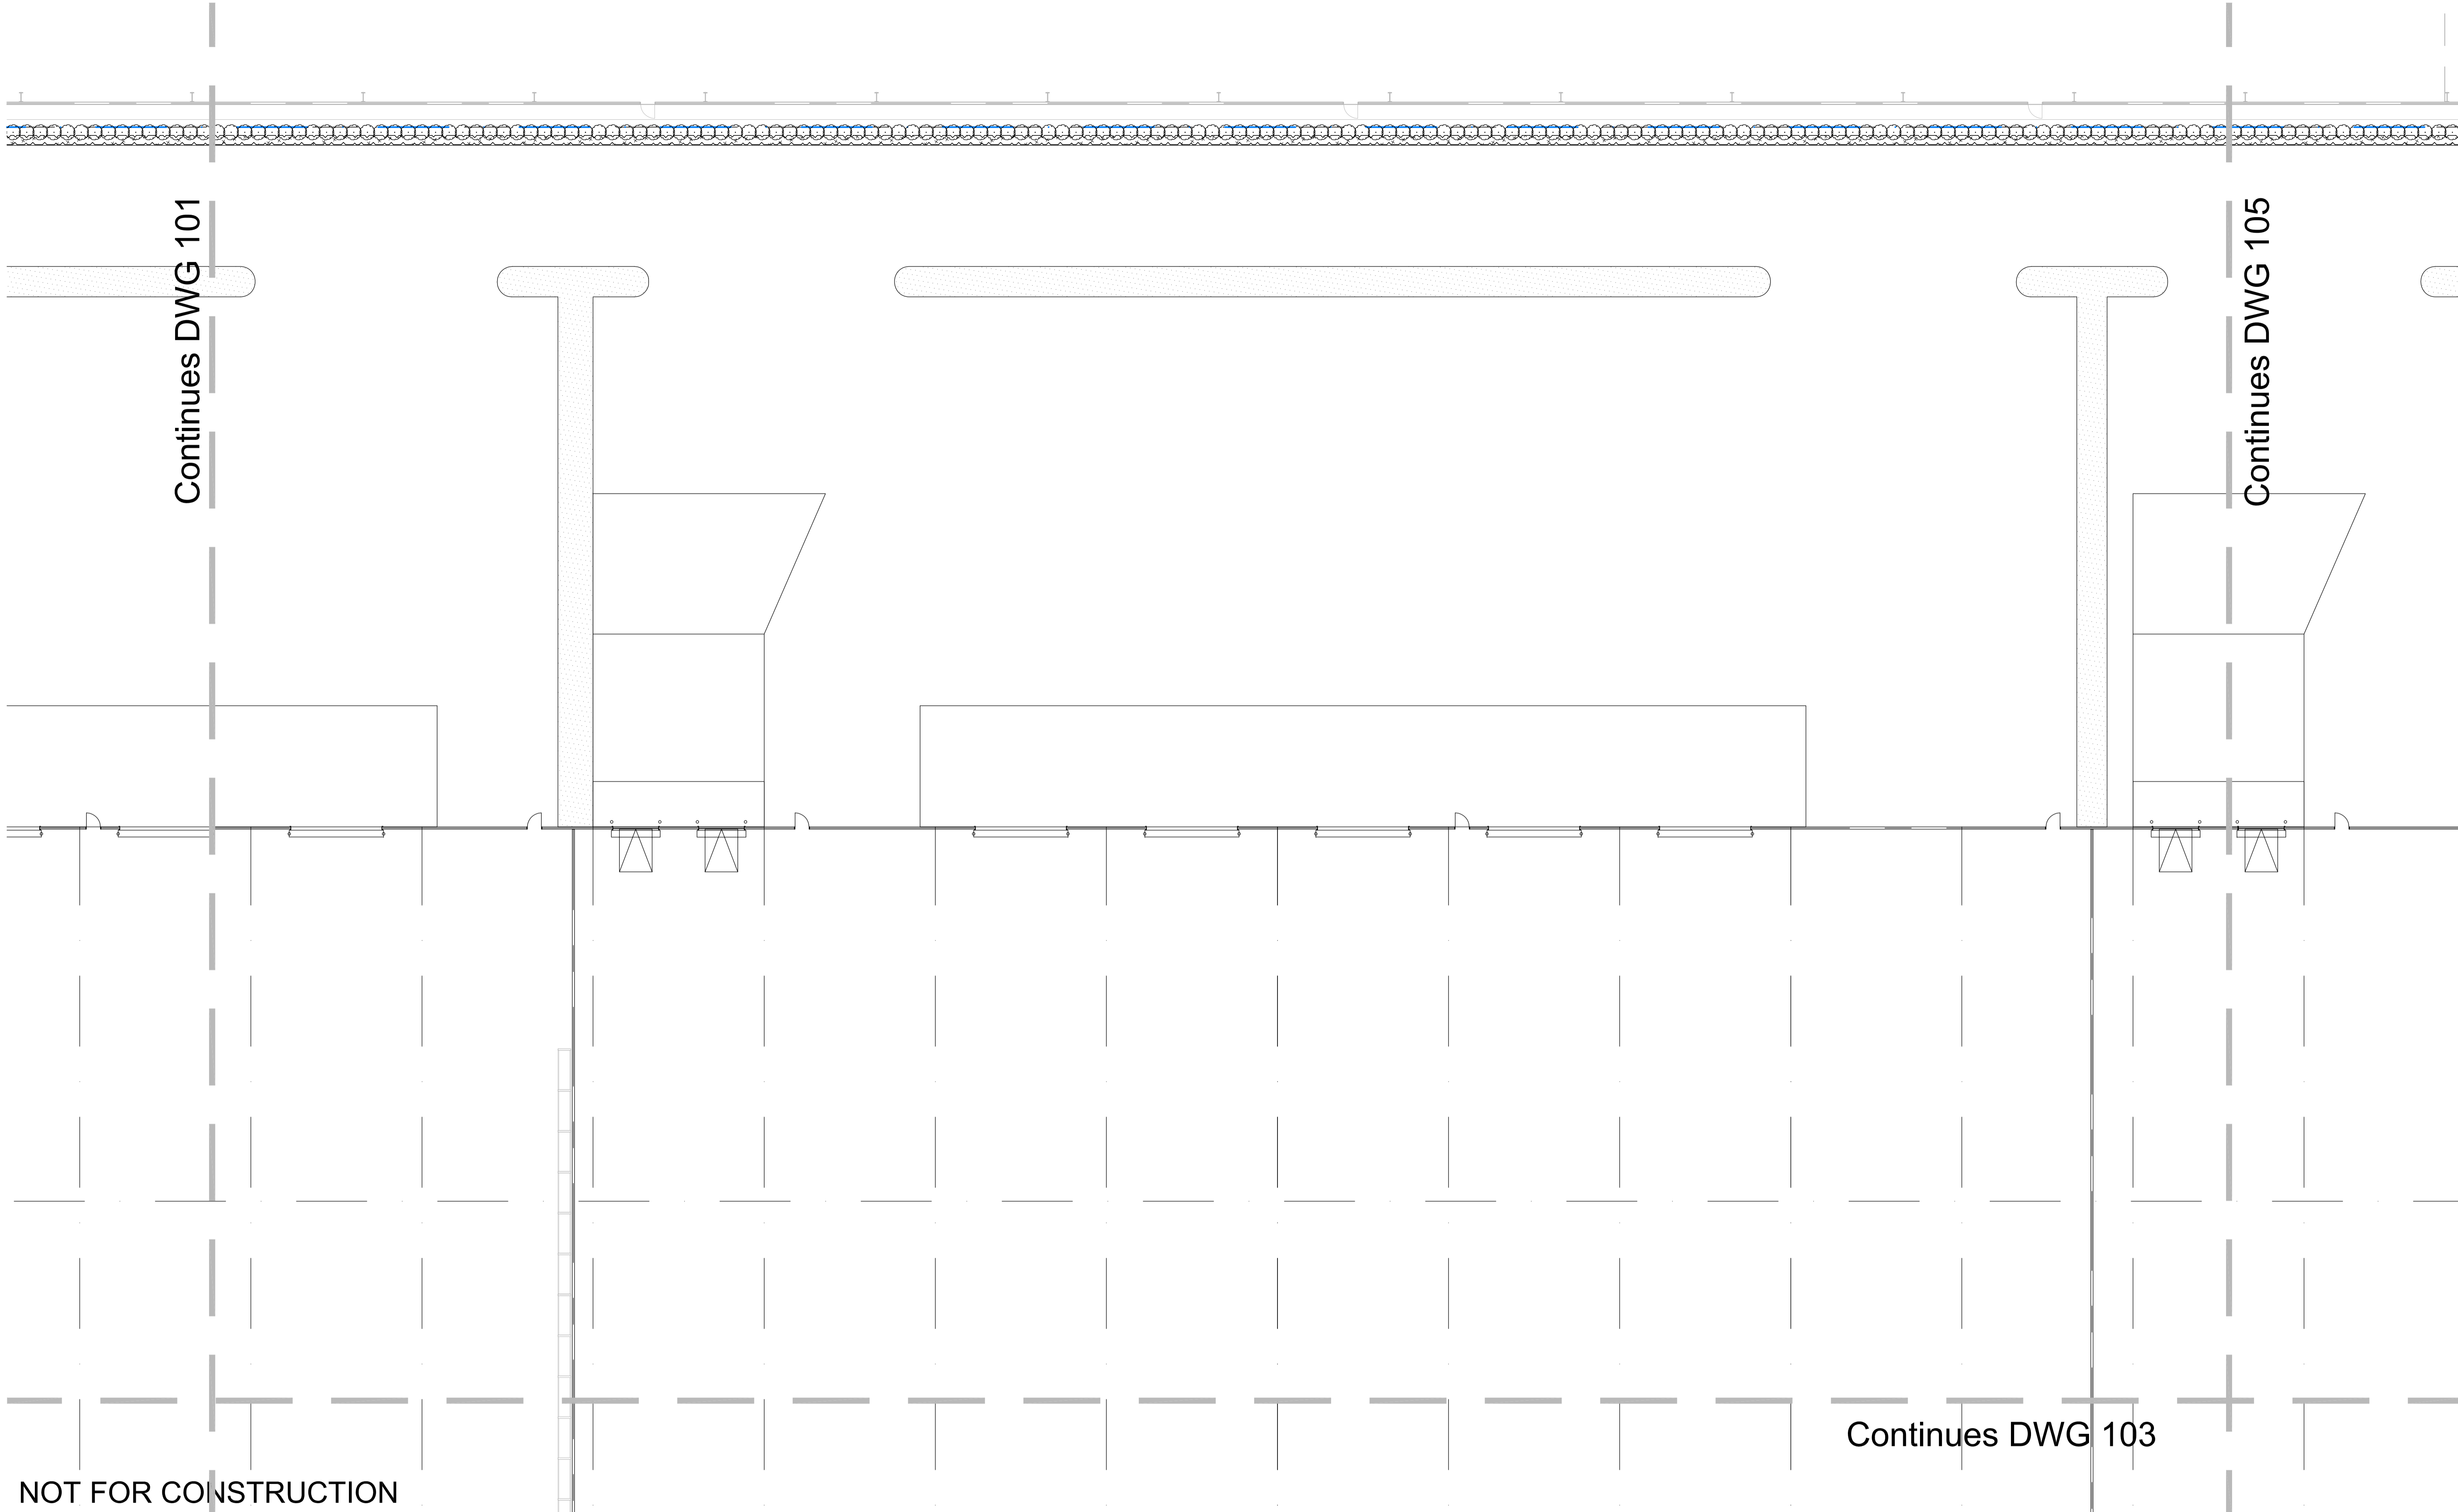 Continues DWG 101
Continues DWG 105
Continues DWG 103
NOT FOR CONSTRUCTION